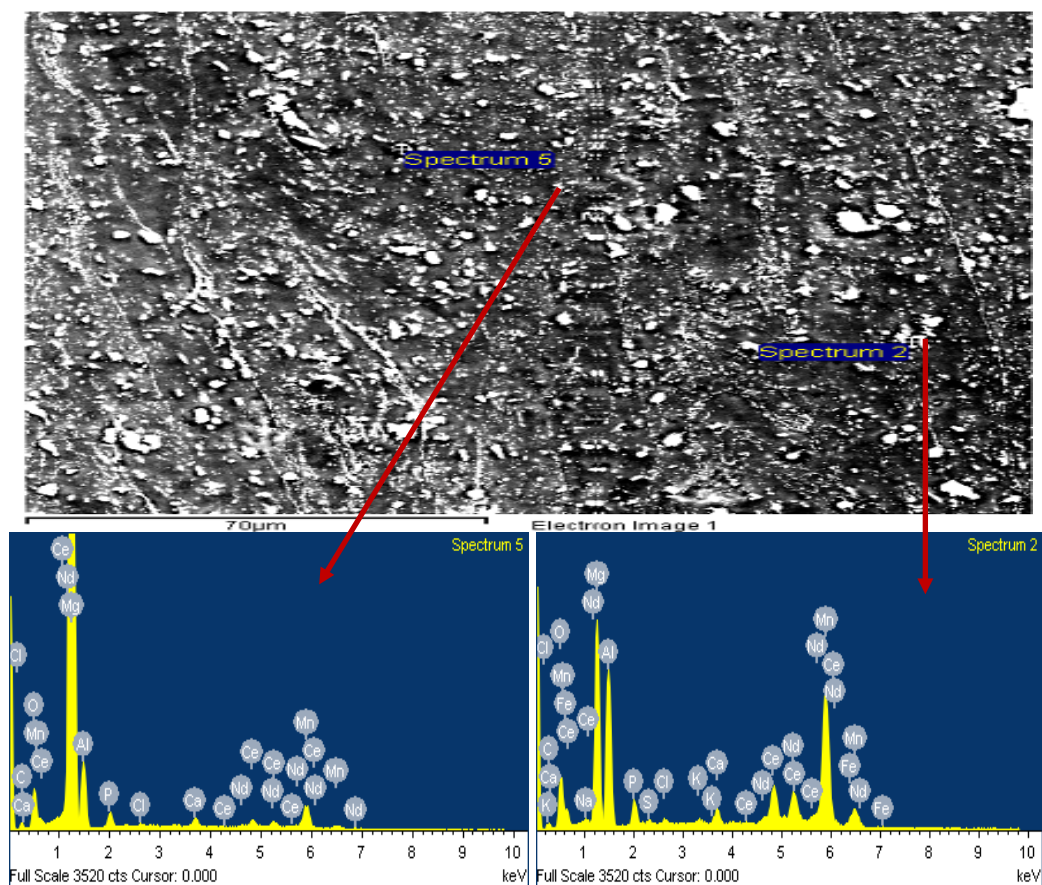 Spectrum 5
Spectrum 2
70µm Electrron Image 1
Spectrum 5
Ce
Nd
Mg
Cl
O
Mn
Ce
C
Ca
Al
P
Cl
Ca
Ce
Nd
Ce
Ce
Nd
Ce
Nd
Mn
Ce
Nd
Mn
Nd
1 2 3 4 5 6 7 8 9 10
Full Scale 3520 cts Cursor: 0.000 keV
Spectrum 2
Mg
Nd
O
Cl
Mn
Fe
Ce
C
Ca
K
Ce
Na
Al
P
S
Cl
K
K
Ca
Ce
Nd
Ce
Nd
Ce
Ce
Mn
Nd
Ce
Nd
Mn
Fe
Nd
Fe
1 2 3 4 5 6 7 8 9 10
Full Scale 3520 cts Cursor: 0.000 keV